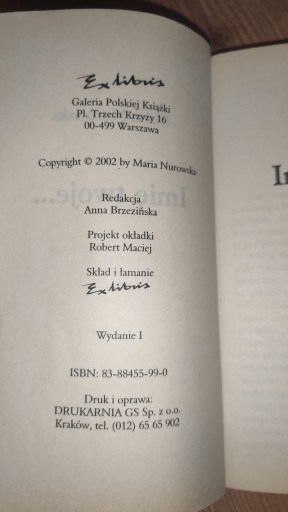 Exlibris
Galeria Polskiej Książki
Pl. Trzech Krzyży 16
00-499 Warszawa
Copyright © 2002 by Maria Nurowska
Redakcja
Anna Brzezińska
Projekt okładki
Robert Maciej
Skład i łamanie
Exlibris
Wydanie I
ISBN: 83-88455-99-0
Druk i oprawa:
DRUKARNIA GS Sp. z o.o.
Kraków, tel. (012) 65 65 902